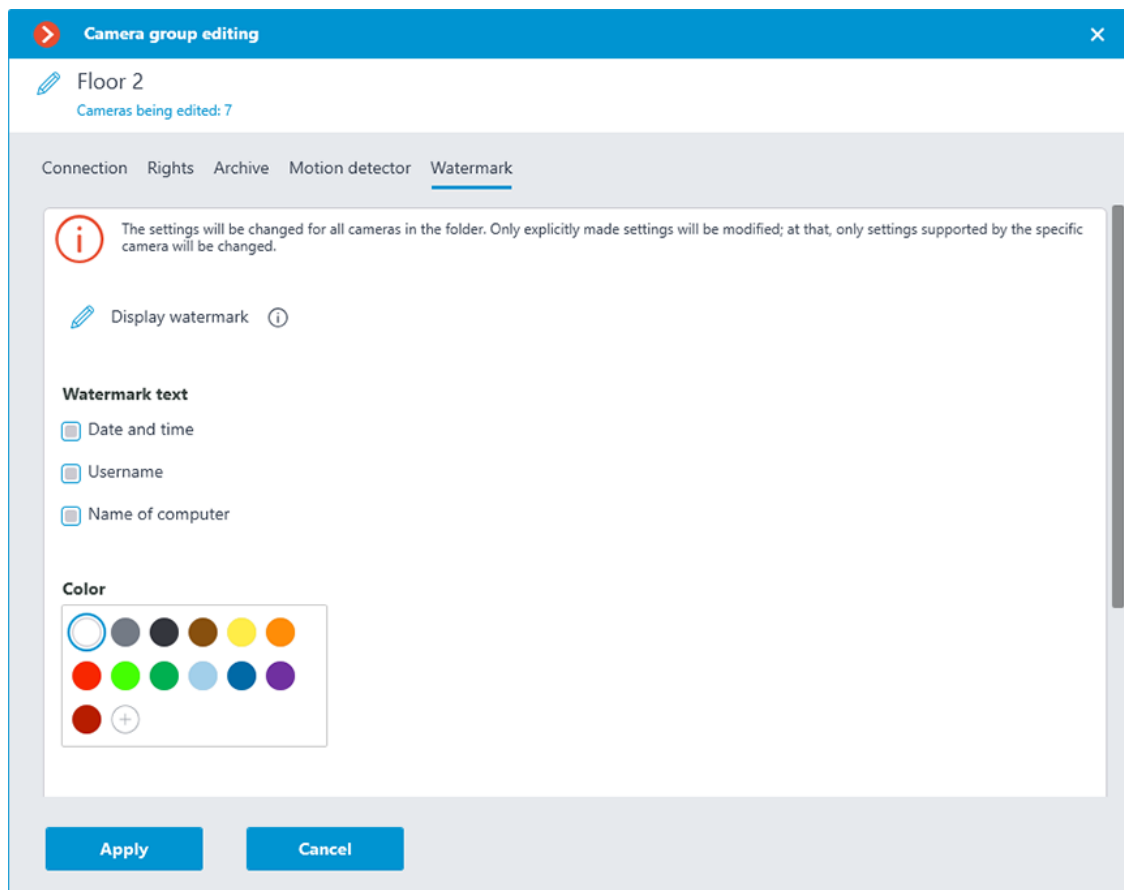 Camera group editing
Floor 2
Cameras being edited: 7
Connection Rights Archive Motion detector Watermark
The settings will be changed for all cameras in the folder. Only explicitly made settings will be modified; at that, only settings supported by the specific
camera will be changed.
Display watermark
Watermark text
Date and time
Username
Name of computer
Color
Apply Cancel